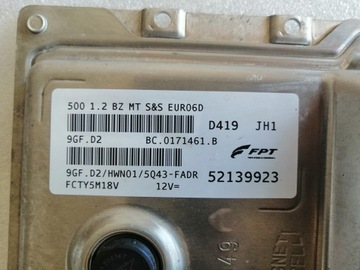 500 1.2 BZ MT S&S EURO6D
D419 JH1
9GF.D2 BC.0171461.B
FPT
9GF.D2/HWN01/5Q43-FADR 52139923
FCTY5M18V 12V=
49